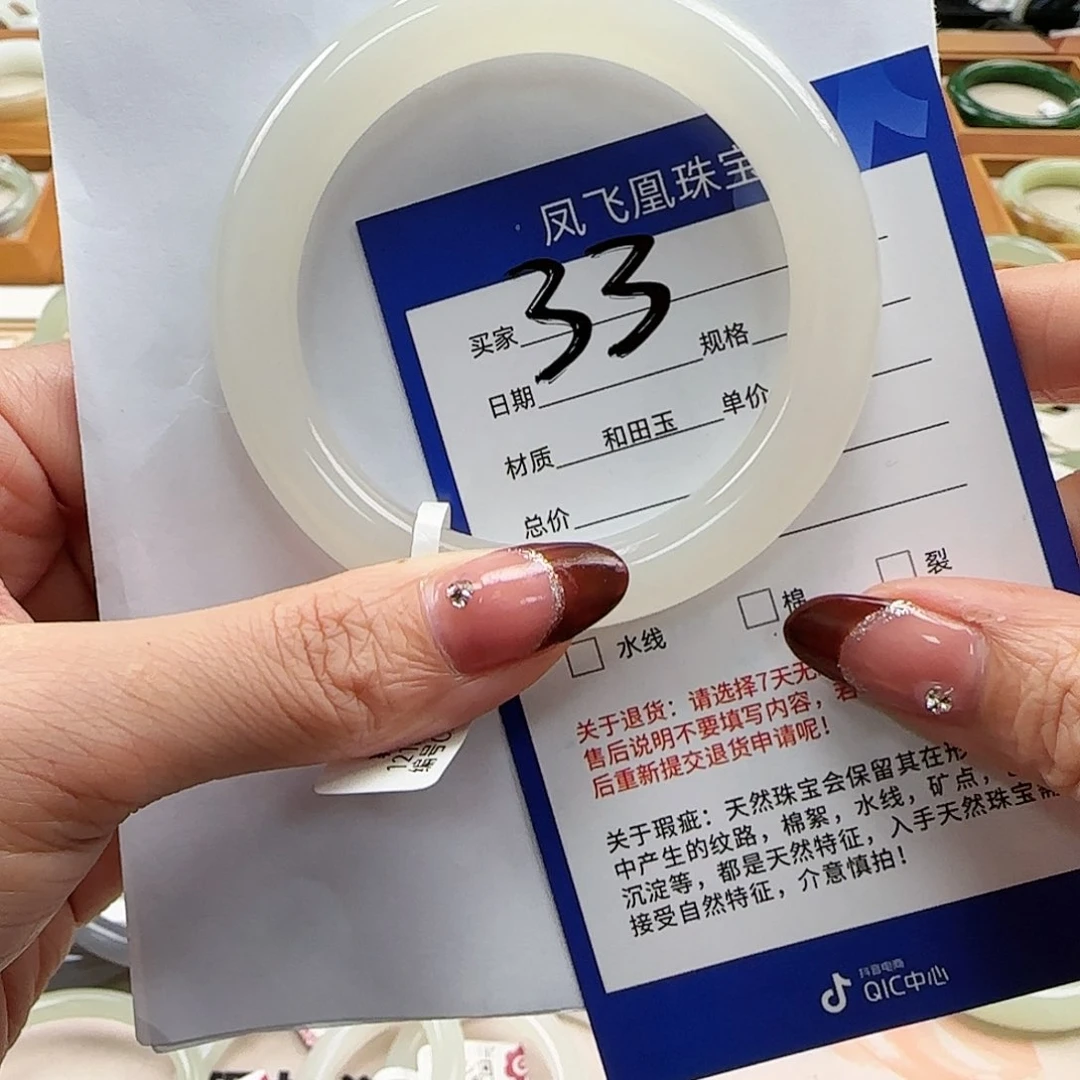 凤飞凰珠宝
33
买家
日期 规格
材质 和田玉 单价
总价
水线 棉 裂
关于退货：请选择7天无
售后说明不要填写内容，若
后重新提交退货申请呢！
关于瑕疵：天然珠宝会保留其在形
中产生的纹路，棉絮，水线，矿点，
沉淀等，都是天然特征，入手天然珠宝需
接受自然特征，介意慎拍！
抖音电商
QIC中心
编号